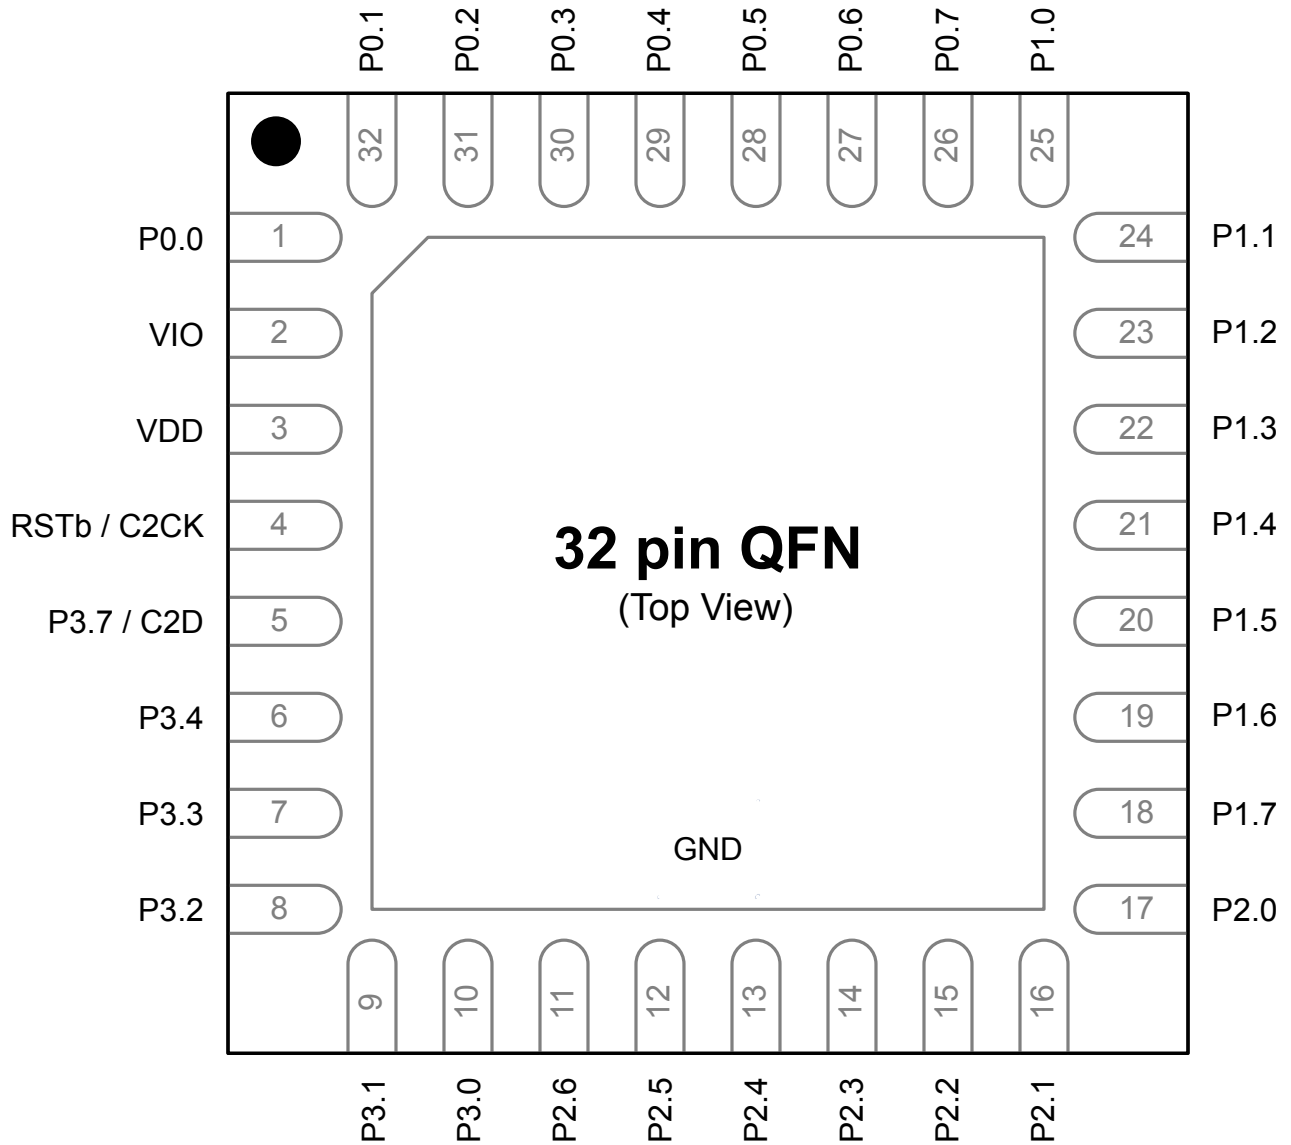 P0.1 P0.2 P0.3 P0.4 P0.5 P0.6 P0.7 P1.0
32 31 30 29 28 27 26 25
P0.0 1 24 P1.1
VIO 2 23 P1.2
VDD 3 22 P1.3
RSTb / C2CK 4 21 P1.4
32 pin QFN
(Top View)
P3.7 / C2D 5 20 P1.5
P3.4 6 19 P1.6
P3.3 7 18 P1.7
GND
P3.2 8 17 P2.0
9 10 11 12 13 14 15 16
P3.1 P3.0 P2.6 P2.5 P2.4 P2.3 P2.2 P2.1